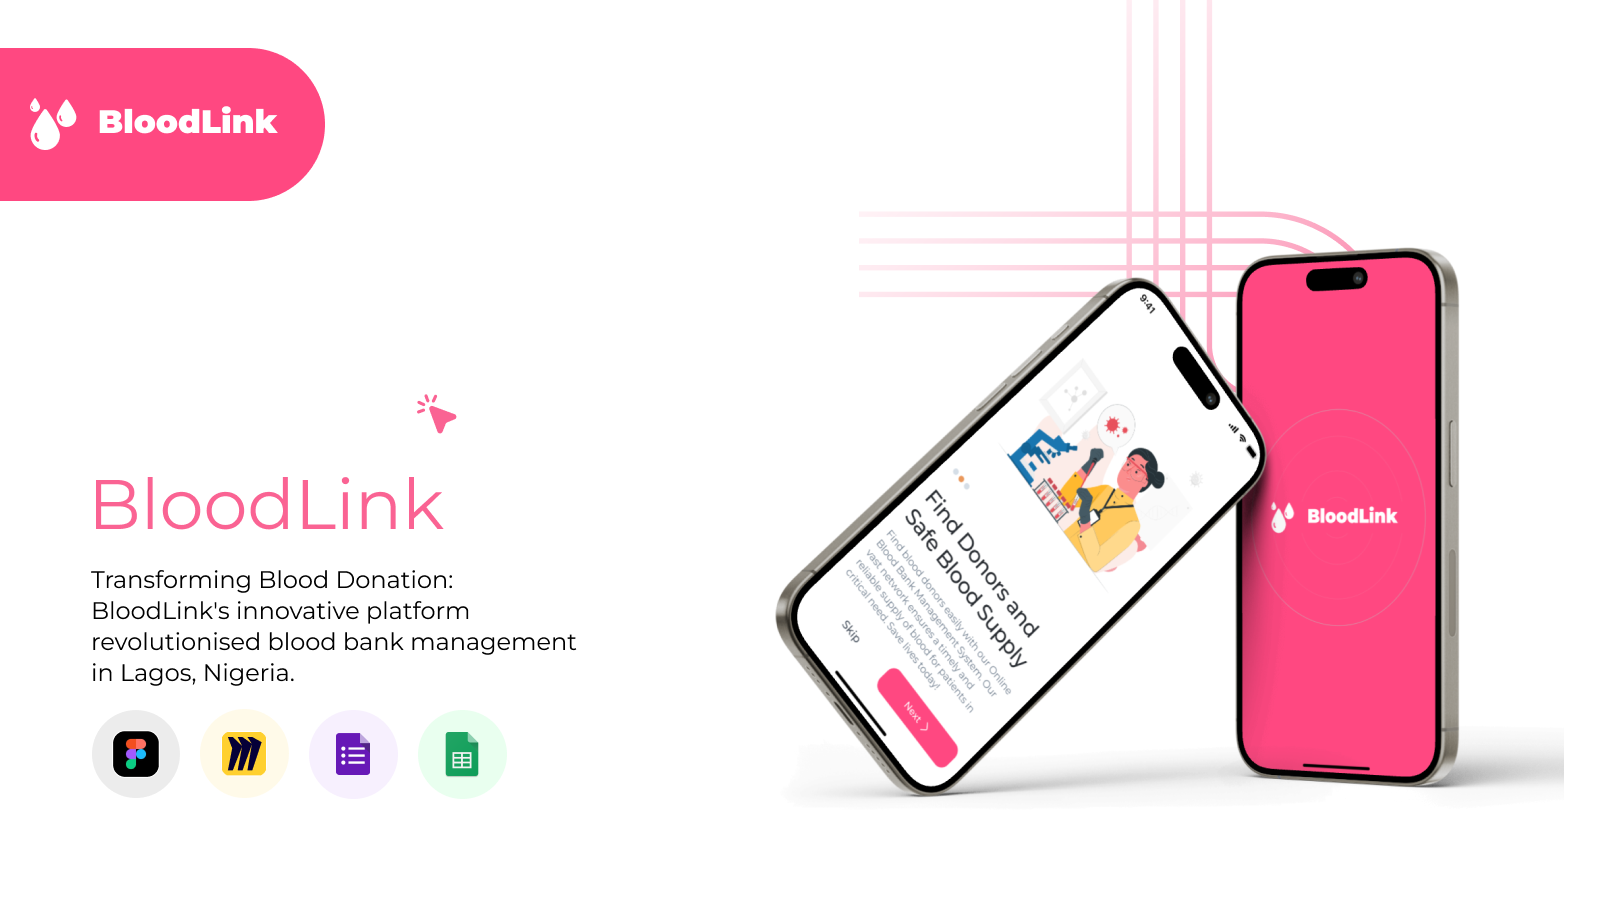 BloodLink
BloodLink
Transforming Blood Donation:
BloodLink's innovative platform
revolutionised blood bank management
in Lagos, Nigeria.
9:41
Find Donors and
Safe Blood Supply
Find blood donors easily with our Online
Blood Bank Management System. Our
vast network ensures a timely and
reliable supply of blood for patients in
critical need. Save lives today!
Skip
Next
BloodLink